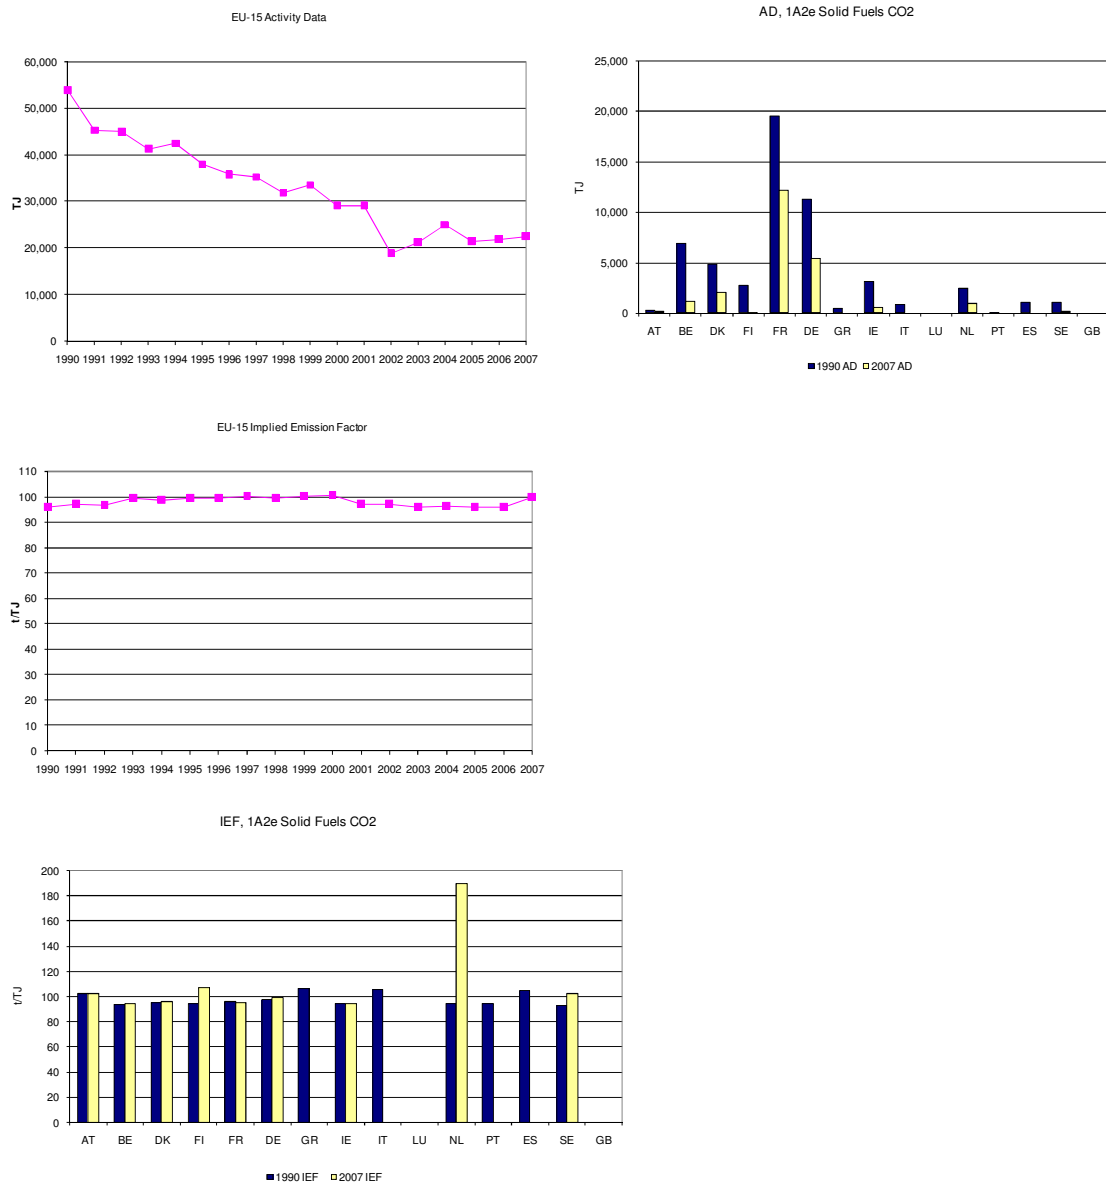 EU-15 Activity Data
60,000
50,000
40,000
30,000
20,000
10,000
0
TJ
1990 1991 1992 1993 1994 1995 1996 1997 1998 1999 2000 2001 2002 2003 2004 2005 2006 2007
AD, 1A2e Solid Fuels CO2
25,000
20,000
15,000
10,000
5,000
0
TJ
AT BE DK FI FR DE GR IE IT LU NL PT ES SE GB
1990 AD 2007 AD
EU-15 Implied Emission Factor
110
100
90
80
70
60
50
40
30
20
10
0
t/TJ
1990 1991 1992 1993 1994 1995 1996 1997 1998 1999 2000 2001 2002 2003 2004 2005 2006 2007
IEF, 1A2e Solid Fuels CO2
200
180
160
140
120
100
80
60
40
20
0
t/TJ
AT BE DK FI FR DE GR IE IT LU NL PT ES SE GB
1990 IEF 2007 IEF